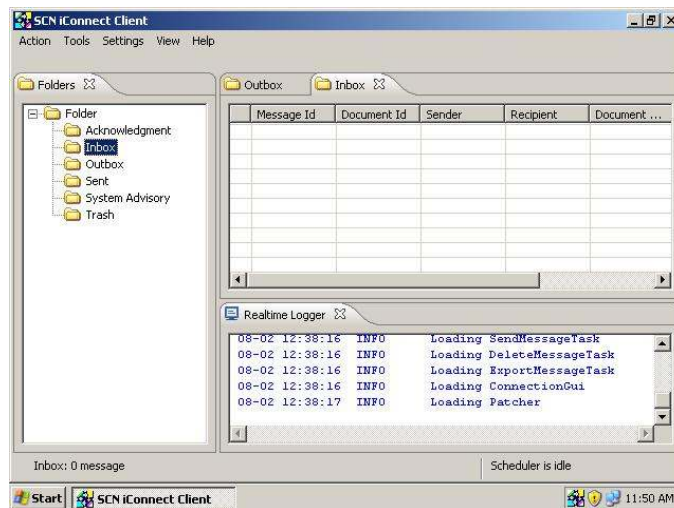 SCN iConnect Client
Action Tools Settings View Help
Folders
Folder
Acknowledgment
Inbox
Outbox
Sent
System Advisory
Trash
Outbox Inbox
Message Id Document Id Sender Recipient Document ...
Realtime Logger
08-02 12:38:16 INFO Loading SendMessageTask
08-02 12:38:16 INFO Loading DeleteMessageTask
08-02 12:38:16 INFO Loading ExportMessageTask
08-02 12:38:16 INFO Loading ConnectionGui
08-02 12:38:17 INFO Loading Patcher
Inbox: 0 message Scheduler is idle
Start SCN iConnect Client 11:50 AM